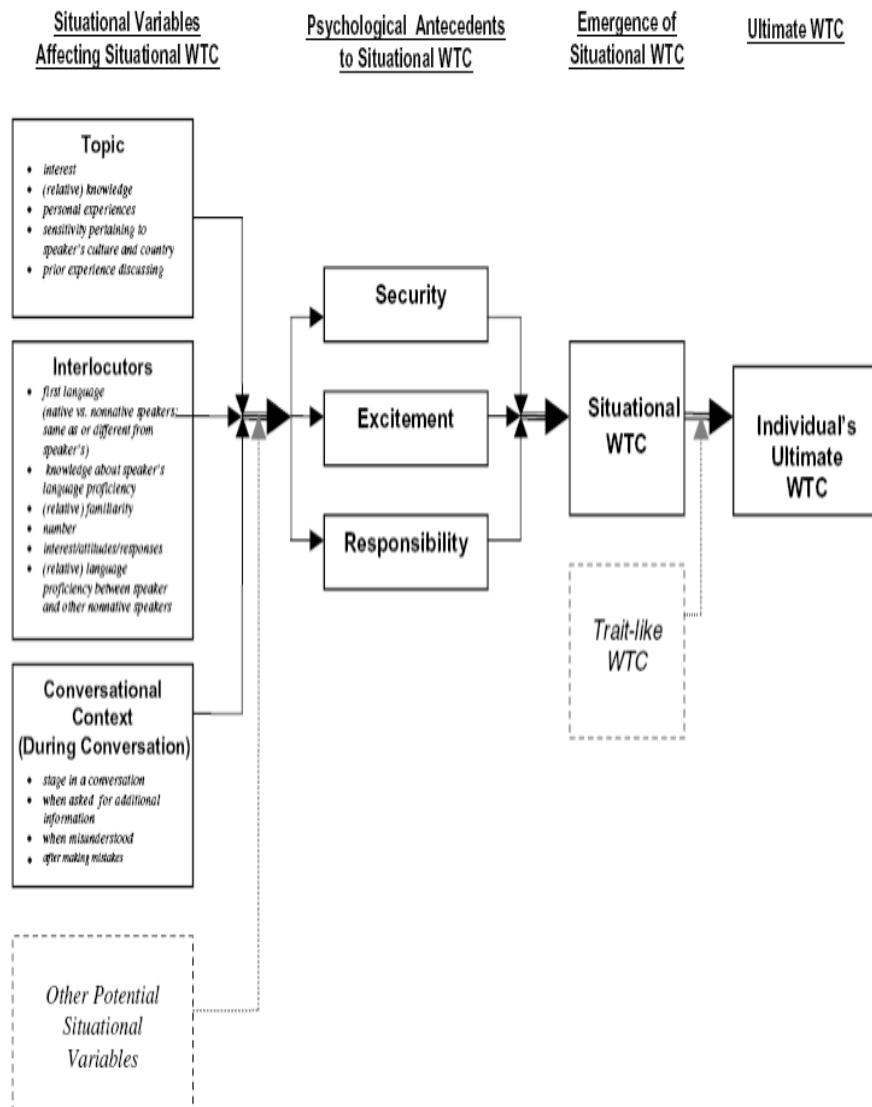 Situational Variables
Affecting Situational WTC
Psychological Antecedents
to Situational WTC
Emergence of
Situational WTC
Ultimate WTC
Topic
• interest
• (relative) knowledge
• personal experiences
• sensitivity pertaining to
speaker's culture and country
• prior experience discussing
Interlocutors
• first language
(native vs. nonnative speakers;
same as or different from
speaker's)
• knowledge about speaker's
language proficiency
• (relative) familiarity
• number
• interest/attitudes/responses
• (relative) language
proficiency between speaker
and other nonnative speakers
Conversational
Context
(During Conversation)
• stage in a conversation
• when asked for additional
information
• when misunderstood
• after making mistakes
Other Potential
Situational
Variables
Security
Excitement
Responsibility
Situational
WTC
Trait-like
WTC
Individual's
Ultimate
WTC